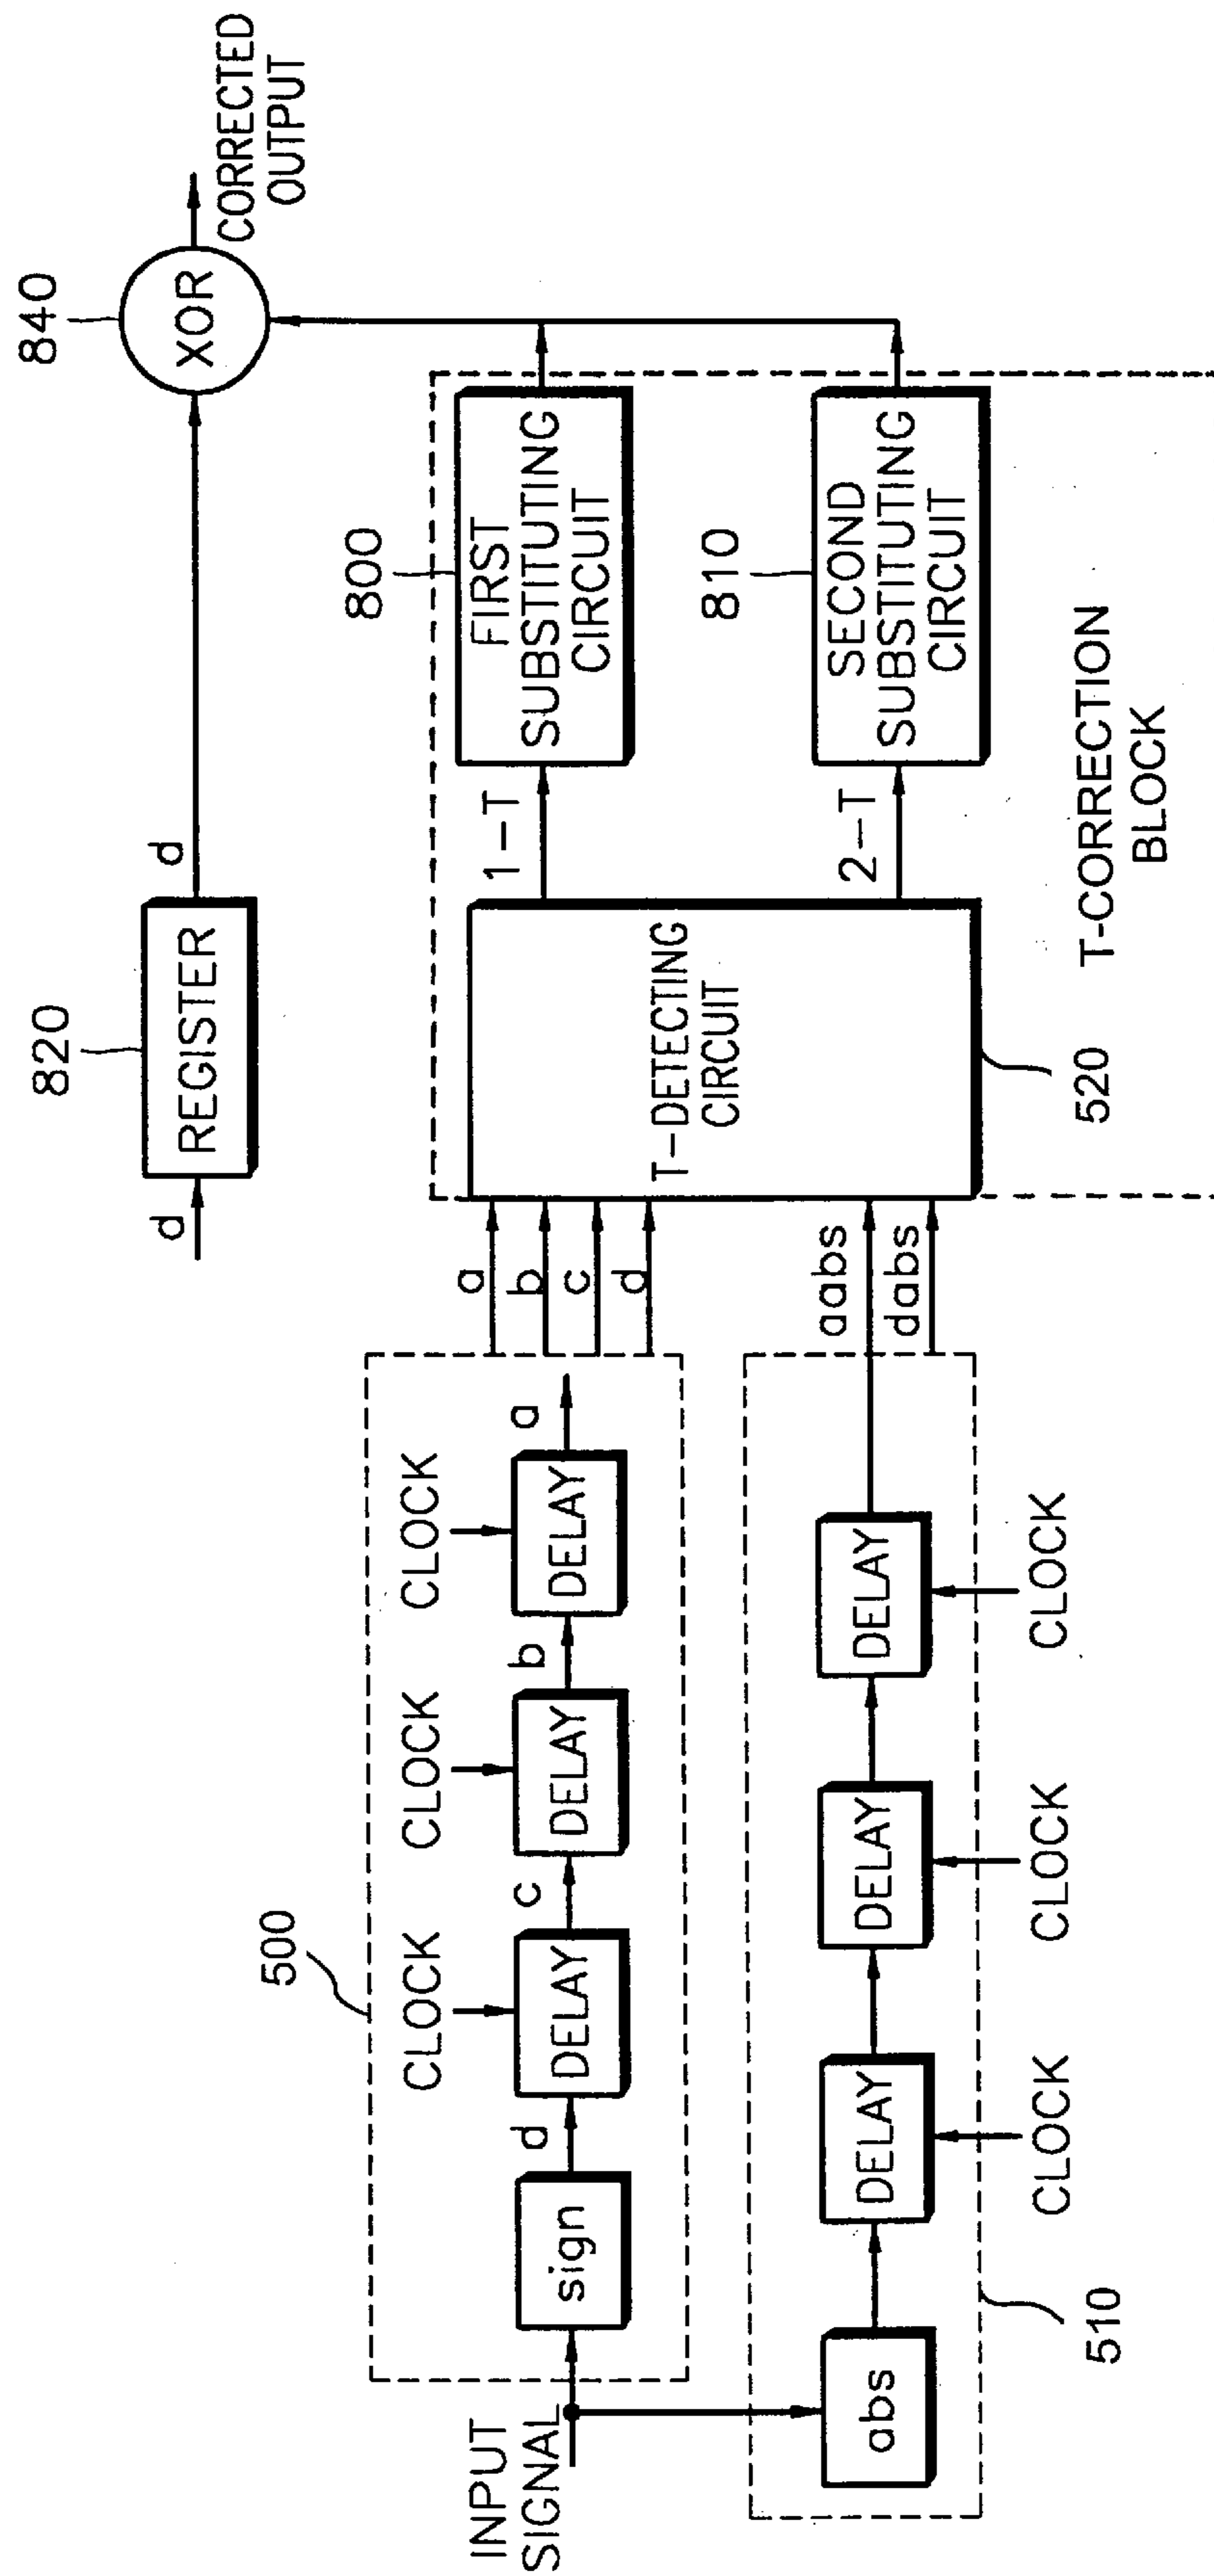 820
REGISTER
d
d
840
XOR
CORRECTED
OUTPUT
INPUT
SIGNAL
500
sign
d
CLOCK
DELAY
c
CLOCK
DELAY
b
CLOCK
DELAY
a
a
b
c
d
510
abs
DELAY
CLOCK
DELAY
CLOCK
DELAY
CLOCK
aabs
dabs
T-DETECTING
CIRCUIT
520
1-T
2-T
800
FIRST
SUBSTITUTING
CIRCUIT
810
SECOND
SUBSTITUTING
CIRCUIT
T-CORRECTION
BLOCK